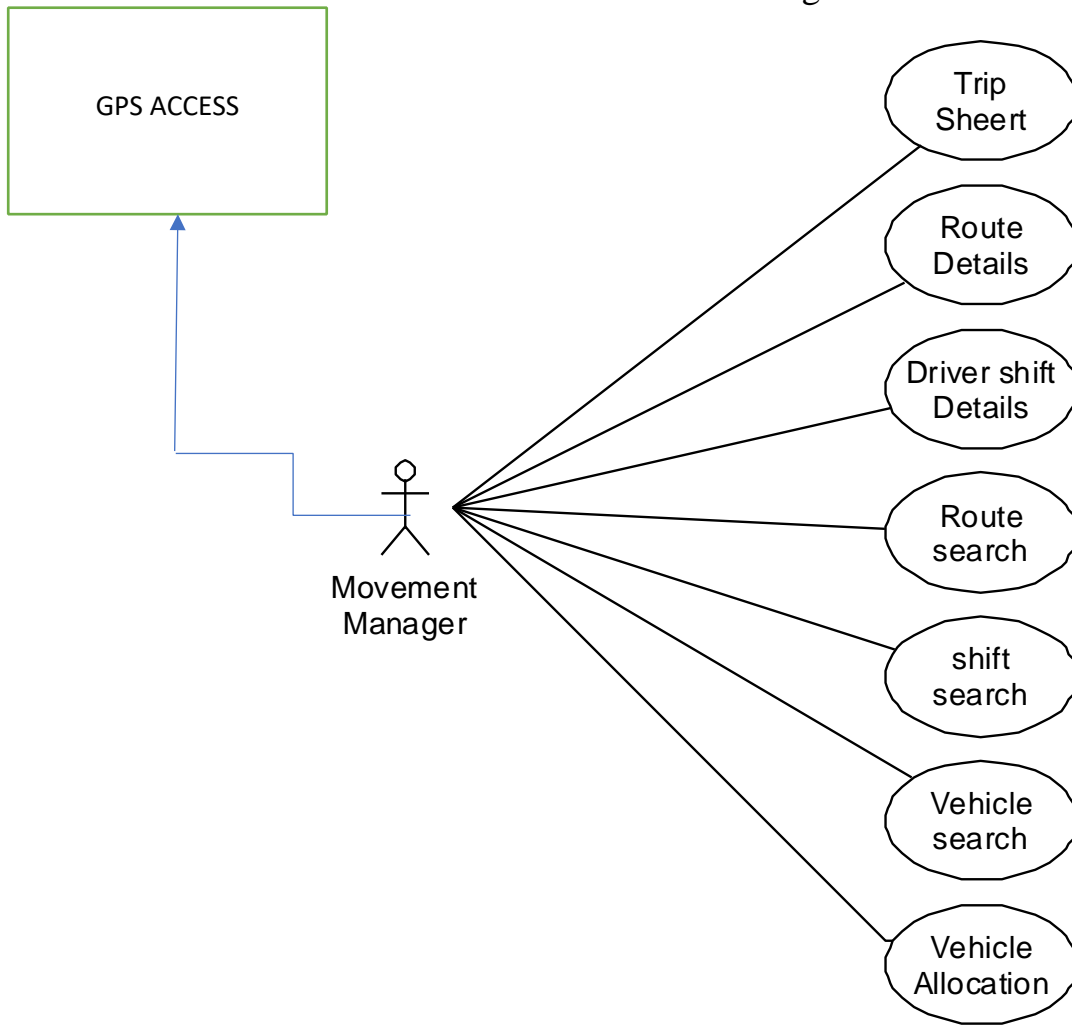 GPS ACCESS
Trip
Sheert
Route
Details
Driver shift
Details
Route
search
Movement
Manager
shift
search
Vehicle
search
Vehicle
Allocation